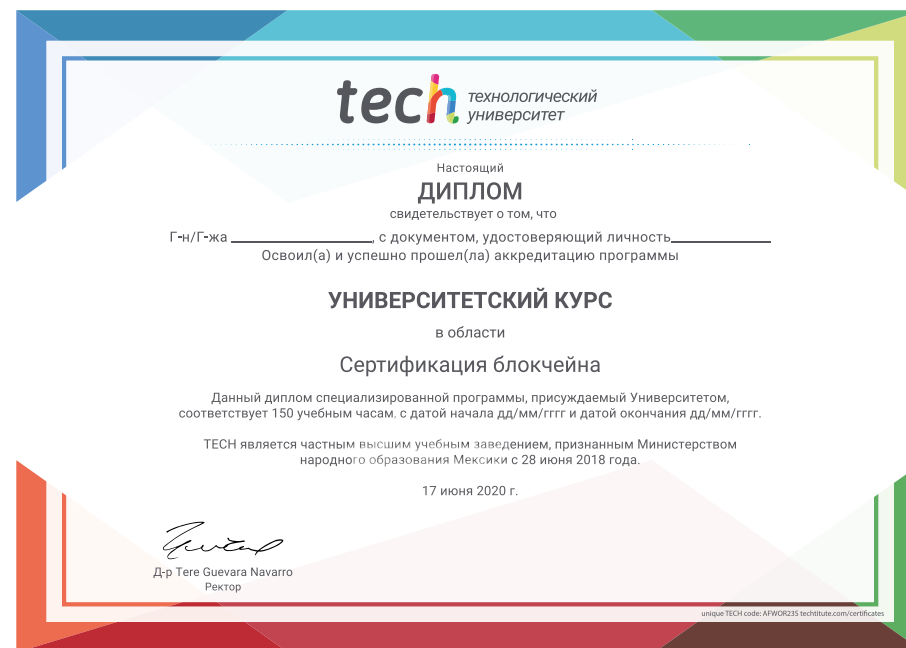 tech технологический
университет
Настоящий
ДИПЛОМ
свидетельствует о том, что
Г-н/Г-жа ____________, с документом, удостоверяющий личность____________
Освоил(а) и успешно прошел(ла) аккредитацию программы
УНИВЕРСИТЕТСКИЙ КУРС
в области
Сертификация блокчейна
Данный диплом специализированной программы, присуждаемый Университетом,
соответствует 150 учебным часам, с датой начала дд/мм/гггг и датой окончания дд/мм/гггг.
TECH является частным высшим учебным заведением, признанным Министерством
народного образования Мексики с 28 июня 2018 года.
17 июня 2020 г.
Д-р Tere Guevara Navarro
Ректор
unique TECH code: AFWOR23S techtitute.com/certificates